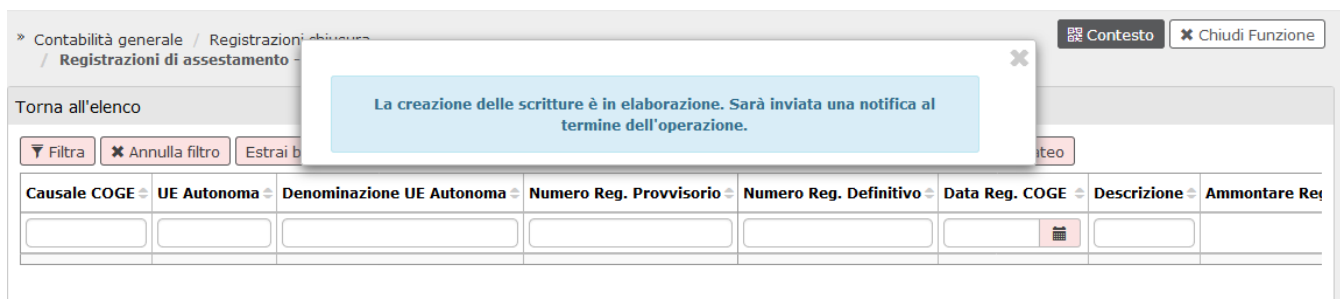 » Contabilità generale / Registrazioni chiusura
/ Registrazioni di assestamento -
Contesto
Chiudi Funzione
La creazione delle scritture è in elaborazione. Sarà inviata una notifica al
termine dell'operazione.
Torna all'elenco
Filtra
Annulla filtro
Estrai b
ateo
Causale COGE UE Autonoma Denominazione UE Autonoma Numero Reg. Provvisorio Numero Reg. Definitivo Data Reg. COGE Descrizione Ammontare Reg